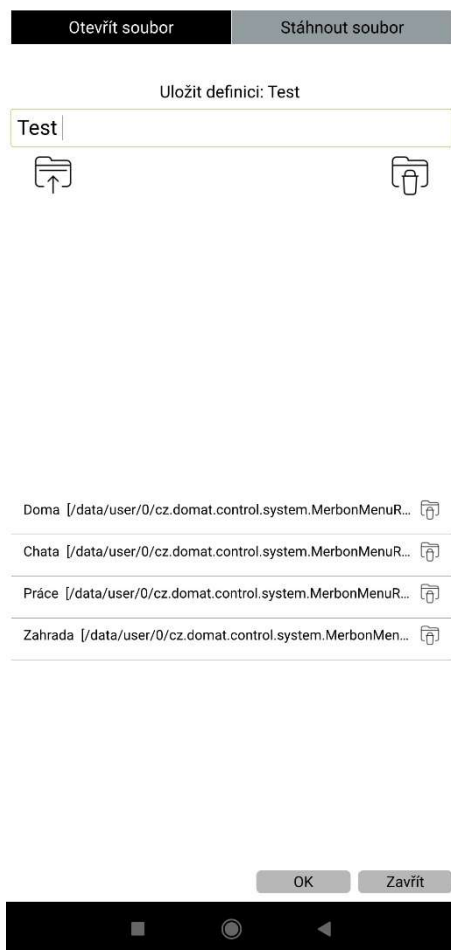 Otevřít soubor Stáhnout soubor
Uložit definici: Test
Test
Doma [/data/user/0/cz.domat.control.system.MerbonMenuR...
Chata [/data/user/0/cz.domat.control.system.MerbonMenuR...
Práce [/data/user/0/cz.domat.control.system.MerbonMenuR...
Zahrada [/data/user/0/cz.domat.control.system.MerbonMen...
OK Zavřít